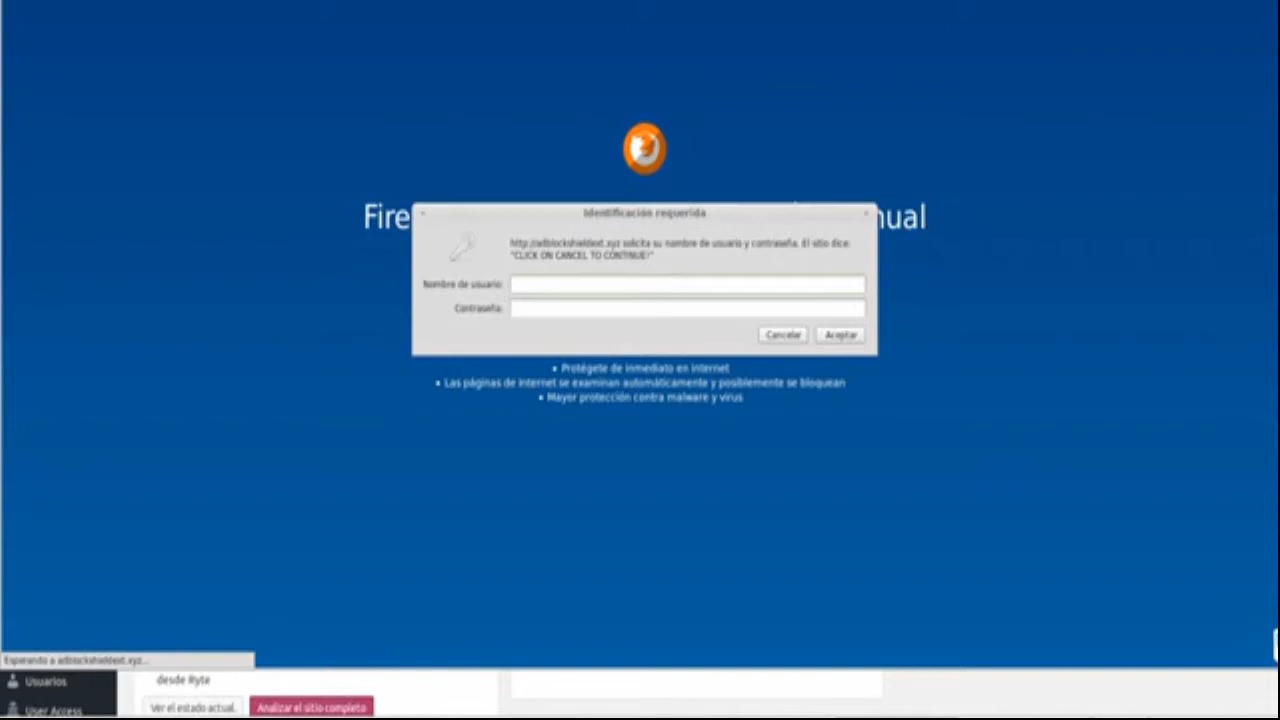 Fire
nual
Identificación requerida
http://adblockshieldext.xyz solicita su nombre de usuario y contraseña. El sitio dice:
"CLICK ON CANCEL TO CONTINUE!"
Nombre de usuario:
Contraseña:
Cancelar
Aceptar
• Protégete de inmediato en internet
• Las páginas de Internet se examinan automáticamente y posiblemente se bloquean
• Mayor protección contra malware y virus
Esperando a adblockshieldext.xyz...
Usuarios
desde Ryte
User Access
Ver el estado actual.
Analizar el sitio completo